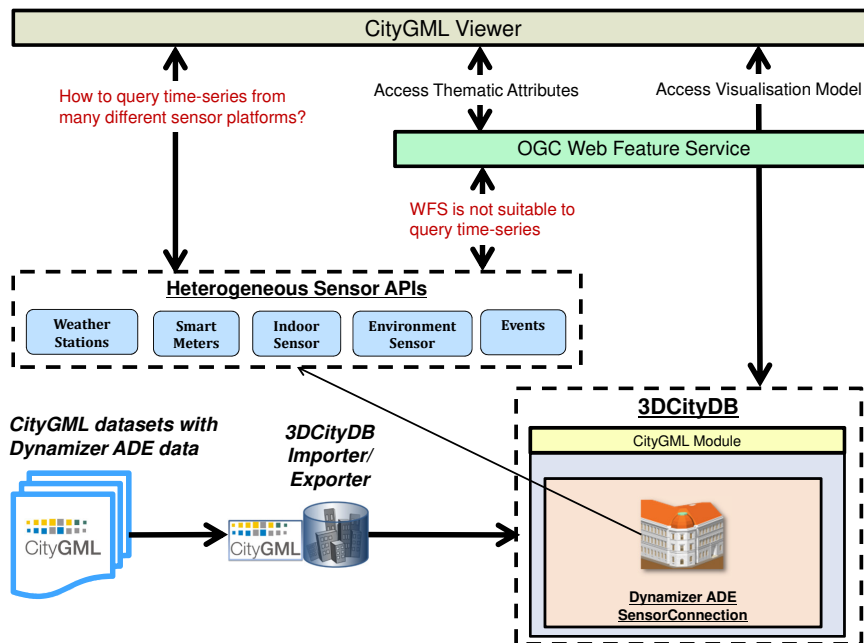 CityGML Viewer
How to query time-series from
many different sensor platforms?
Access Thematic Attributes
Access Visualisation Model
OGC Web Feature Service
WFS is not suitable to
query time-series
Heterogeneous Sensor APIs
Weather
Stations
Smart
Meters
Indoor
Sensor
Environment
Sensor
Events
CityGML datasets with
Dynamizer ADE data
3DCityDB
Importer/
Exporter
3DCityDB
CityGML Module
CityGML
CityGML
Dynamizer ADE
SensorConnection